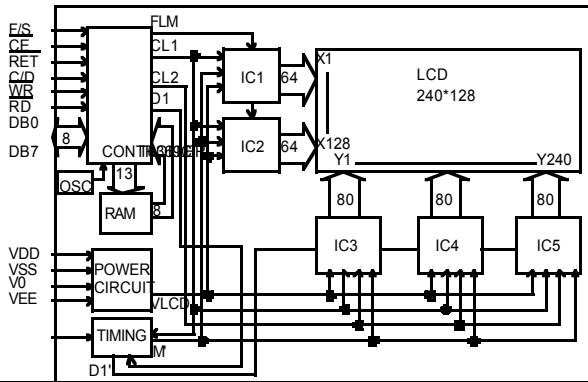 F/S
CE
RET
C/D
WR
RD
DB0
8
DB7
FLM
CL1
CL2
D1
OSC
13
RAM
8
IC1
64
IC2
64
X1
LCD
240*128
X128
Y1
Y240
80
80
80
IC3
IC4
IC5
VDD
VSS
V0
VEE
POWER
CIRCUIT
VLCD
TIMING
M'
D1'